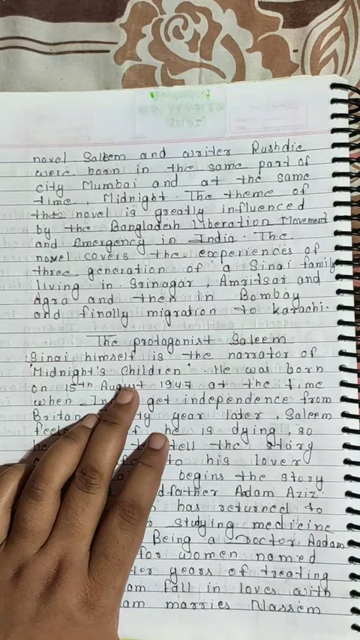 novel Saleem and writer Rushdie
were born in the same part of
city Mumbai and at the same
time, Midnight. The theme of
the novel is greatly influenced
by the Bangladesh Liberation Movement
and Emergency in India. The
novel covers the experiences of
three generation of a Sinai family
living in Srinagar, Amritsar and
Agra and then in Bombay
and finally migration to Karachi.
The protagonist Saleem
Sinai himself is the narrator of
"Midnight's Children". He was born
on 15th August 1947 at the time
when get independence from
Britan year later, Saleem
he is dying, so
tell the story
to his lover
begins the story
Adam Aziz.
has returned to
studying medicine
Being a Doctor Aadam
for women named
years of treating
fall in loves with
marries Nassem